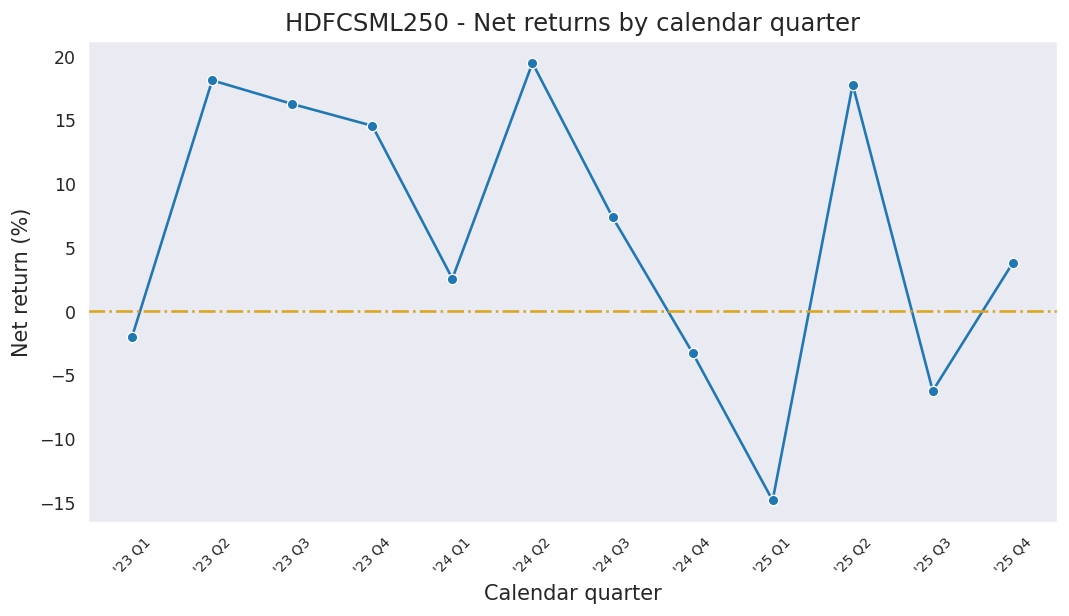 HDFCSML250 - Net returns by calendar quarter
Net return (%)
20
15
10
5
0
−5
−10
−15
'23 Q1
'23 Q2
'23 Q3
'23 Q4
'24 Q1
'24 Q2
'24 Q3
'24 Q4
'25 Q1
'25 Q2
'25 Q3
'25 Q4
Calendar quarter